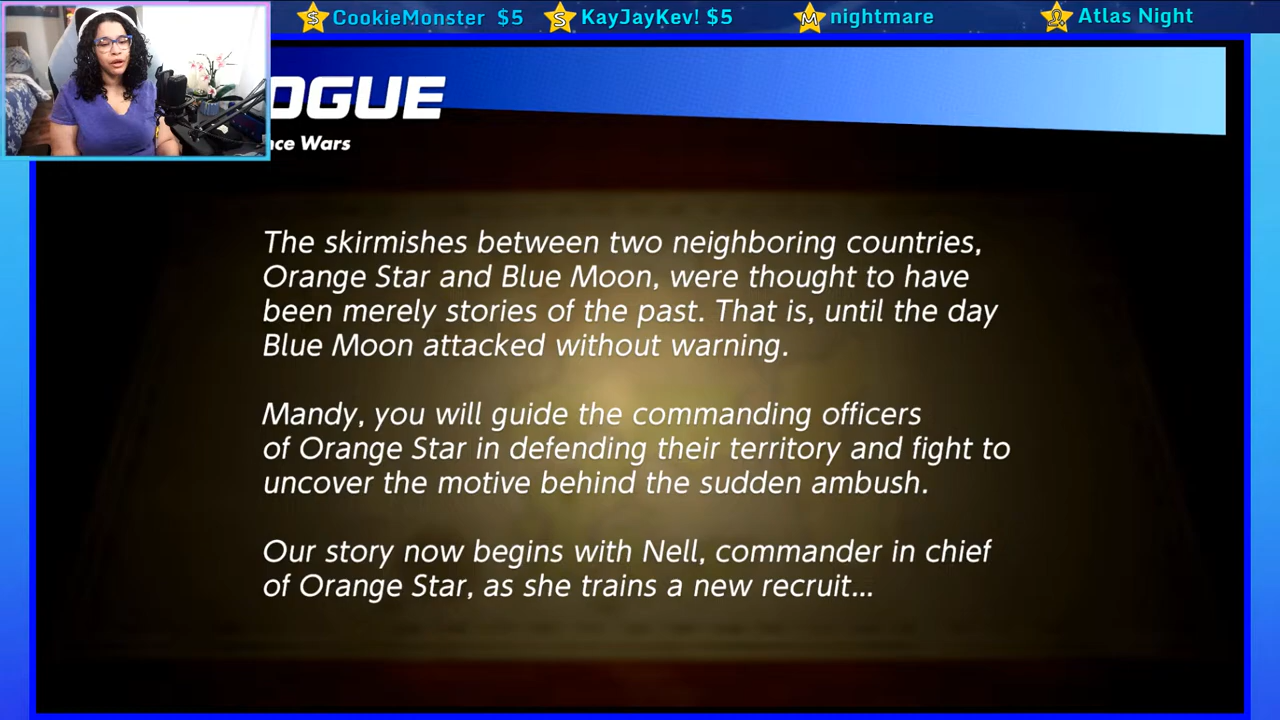 CookieMonster $5
KayJayKev! $5
nightmare
Atlas Night
OGUE
nce Wars
The skirmishes between two neighboring countries,
Orange Star and Blue Moon, were thought to have
been merely stories of the past. That is, until the day
Blue Moon attacked without warning.
Mandy, you will guide the commanding officers
of Orange Star in defending their territory and fight to
uncover the motive behind the sudden ambush.
Our story now begins with Nell, commander in chief
of Orange Star, as she trains a new recruit...